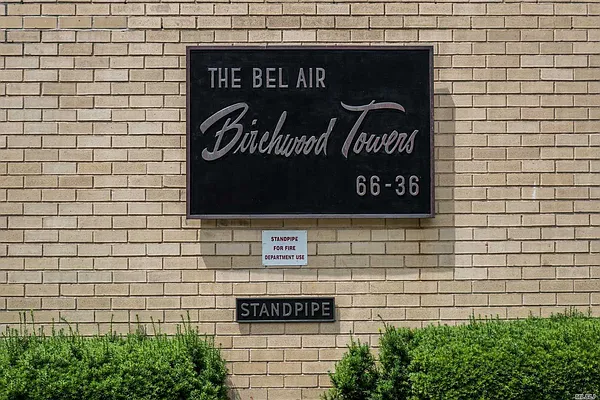 THE BEL AIR
Birchwood Towers
66-36
STANDPIPE
FOR FIRE
DEPARTMENT USE
STANDPIPE